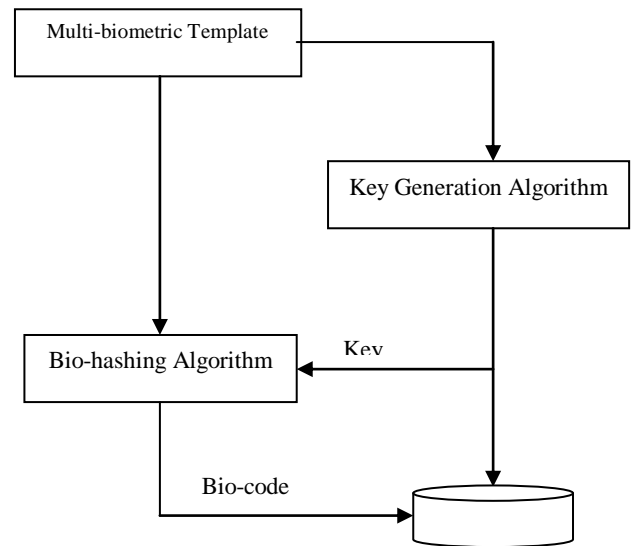 Multi-biometric Template
Key Generation Algorithm
Bio-hashing Algorithm
Key
Bio-code